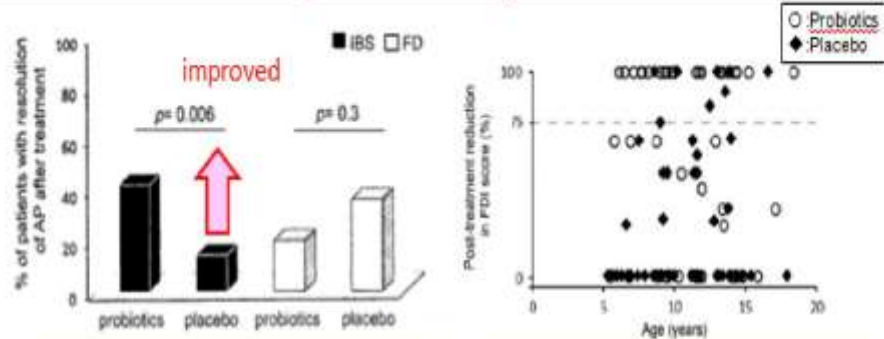 % of patients with resolution
of AP after treatment
100
80
60
40
20
0
IBS
FD
improved
p= 0.006
p= 0.3
probiotics
placebo
probiotics
placebo
:Probiotics
:Placebo
Post-treatment reduction
in FDI score (%)
100
75
0
0
5
10
15
20
Age (years)